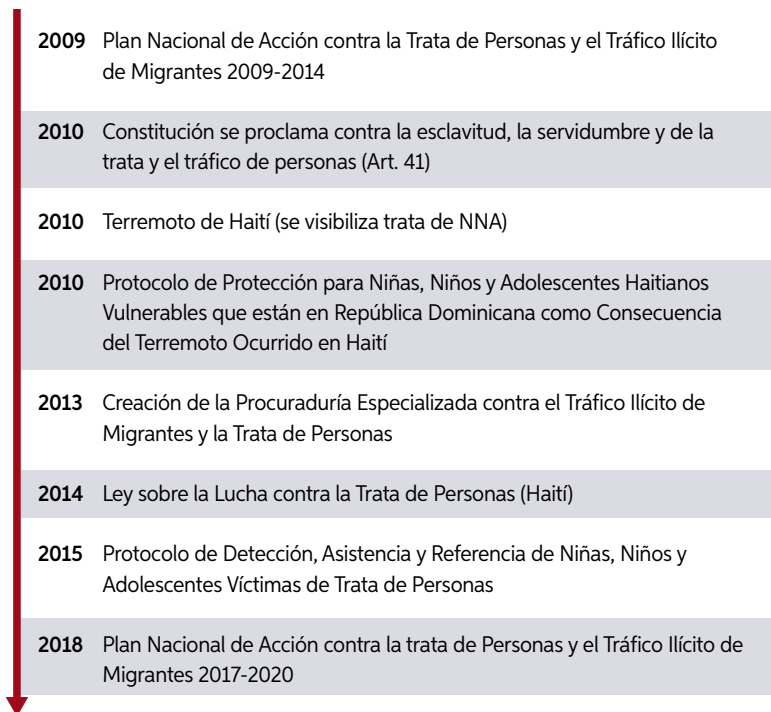 2009 Plan Nacional de Acción contra la Trata de Personas y el Tráfico Ilícito
de Migrantes 2009-2014
2010 Constitución se proclama contra la esclavitud, la servidumbre y de la
trata y el tráfico de personas (Art. 41)
2010 Terremoto de Haití (se visibiliza trata de NNA)
2010 Protocolo de Protección para Niñas, Niños y Adolescentes Haitianos
Vulnerables que están en República Dominicana como Consecuencia
del Terremoto Ocurrido en Haití
2013 Creación de la Procuraduría Especializada contra el Tráfico Ilícito de
Migrantes y la Trata de Personas
2014 Ley sobre la Lucha contra la Trata de Personas (Haití)
2015 Protocolo de Detección, Asistencia y Referencia de Niñas, Niños y
Adolescentes Víctimas de Trata de Personas
2018 Plan Nacional de Acción contra la trata de Personas y el Tráfico Ilícito de
Migrantes 2017-2020